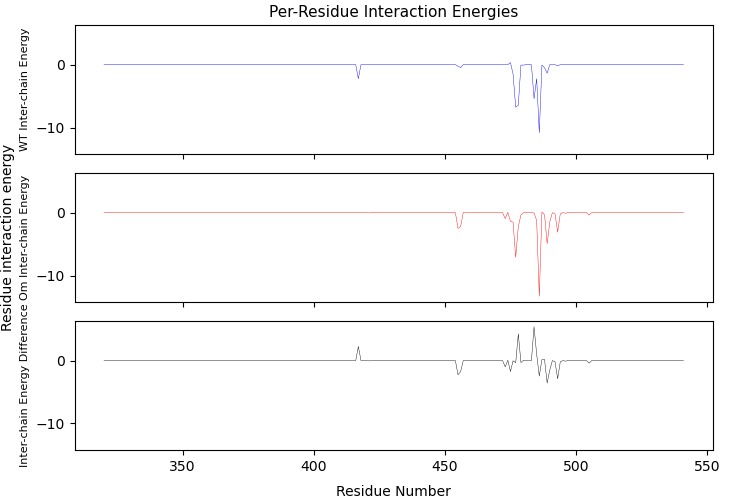 Per-Residue Interaction Energies
Residue interaction energy
WT Inter-chain Energy
0
−10
Om Inter-chain Energy
0
−10
Inter-chain Energy Difference
0
−10
350
400
450
500
550
Residue Number